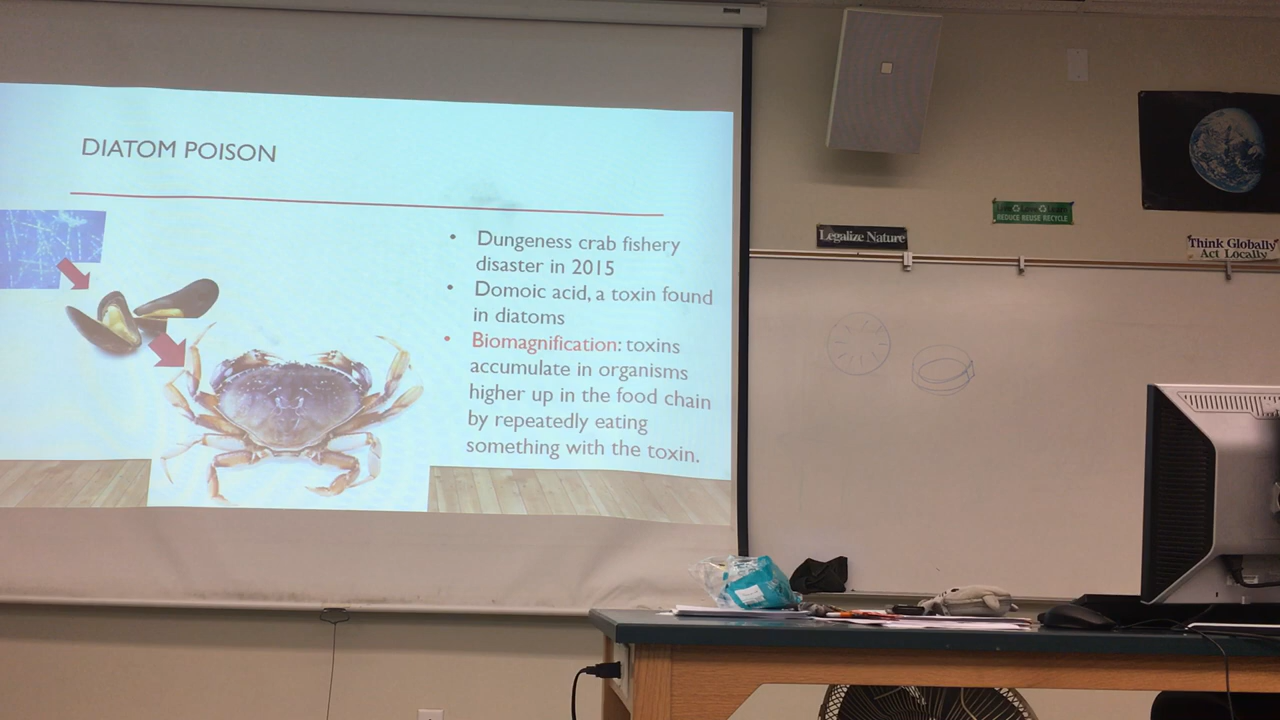 DIATOM POISON
• Dungeness crab fishery
disaster in 2015
• Domoic acid, a toxin found
in diatoms
• Biomagnification: toxins
accumulate in organisms
higher up in the food chain
by repeatedly eating
something with the toxin.
Legalize Nature
REDUCE REUSE RECYCLE
Think Globally
Act Locally